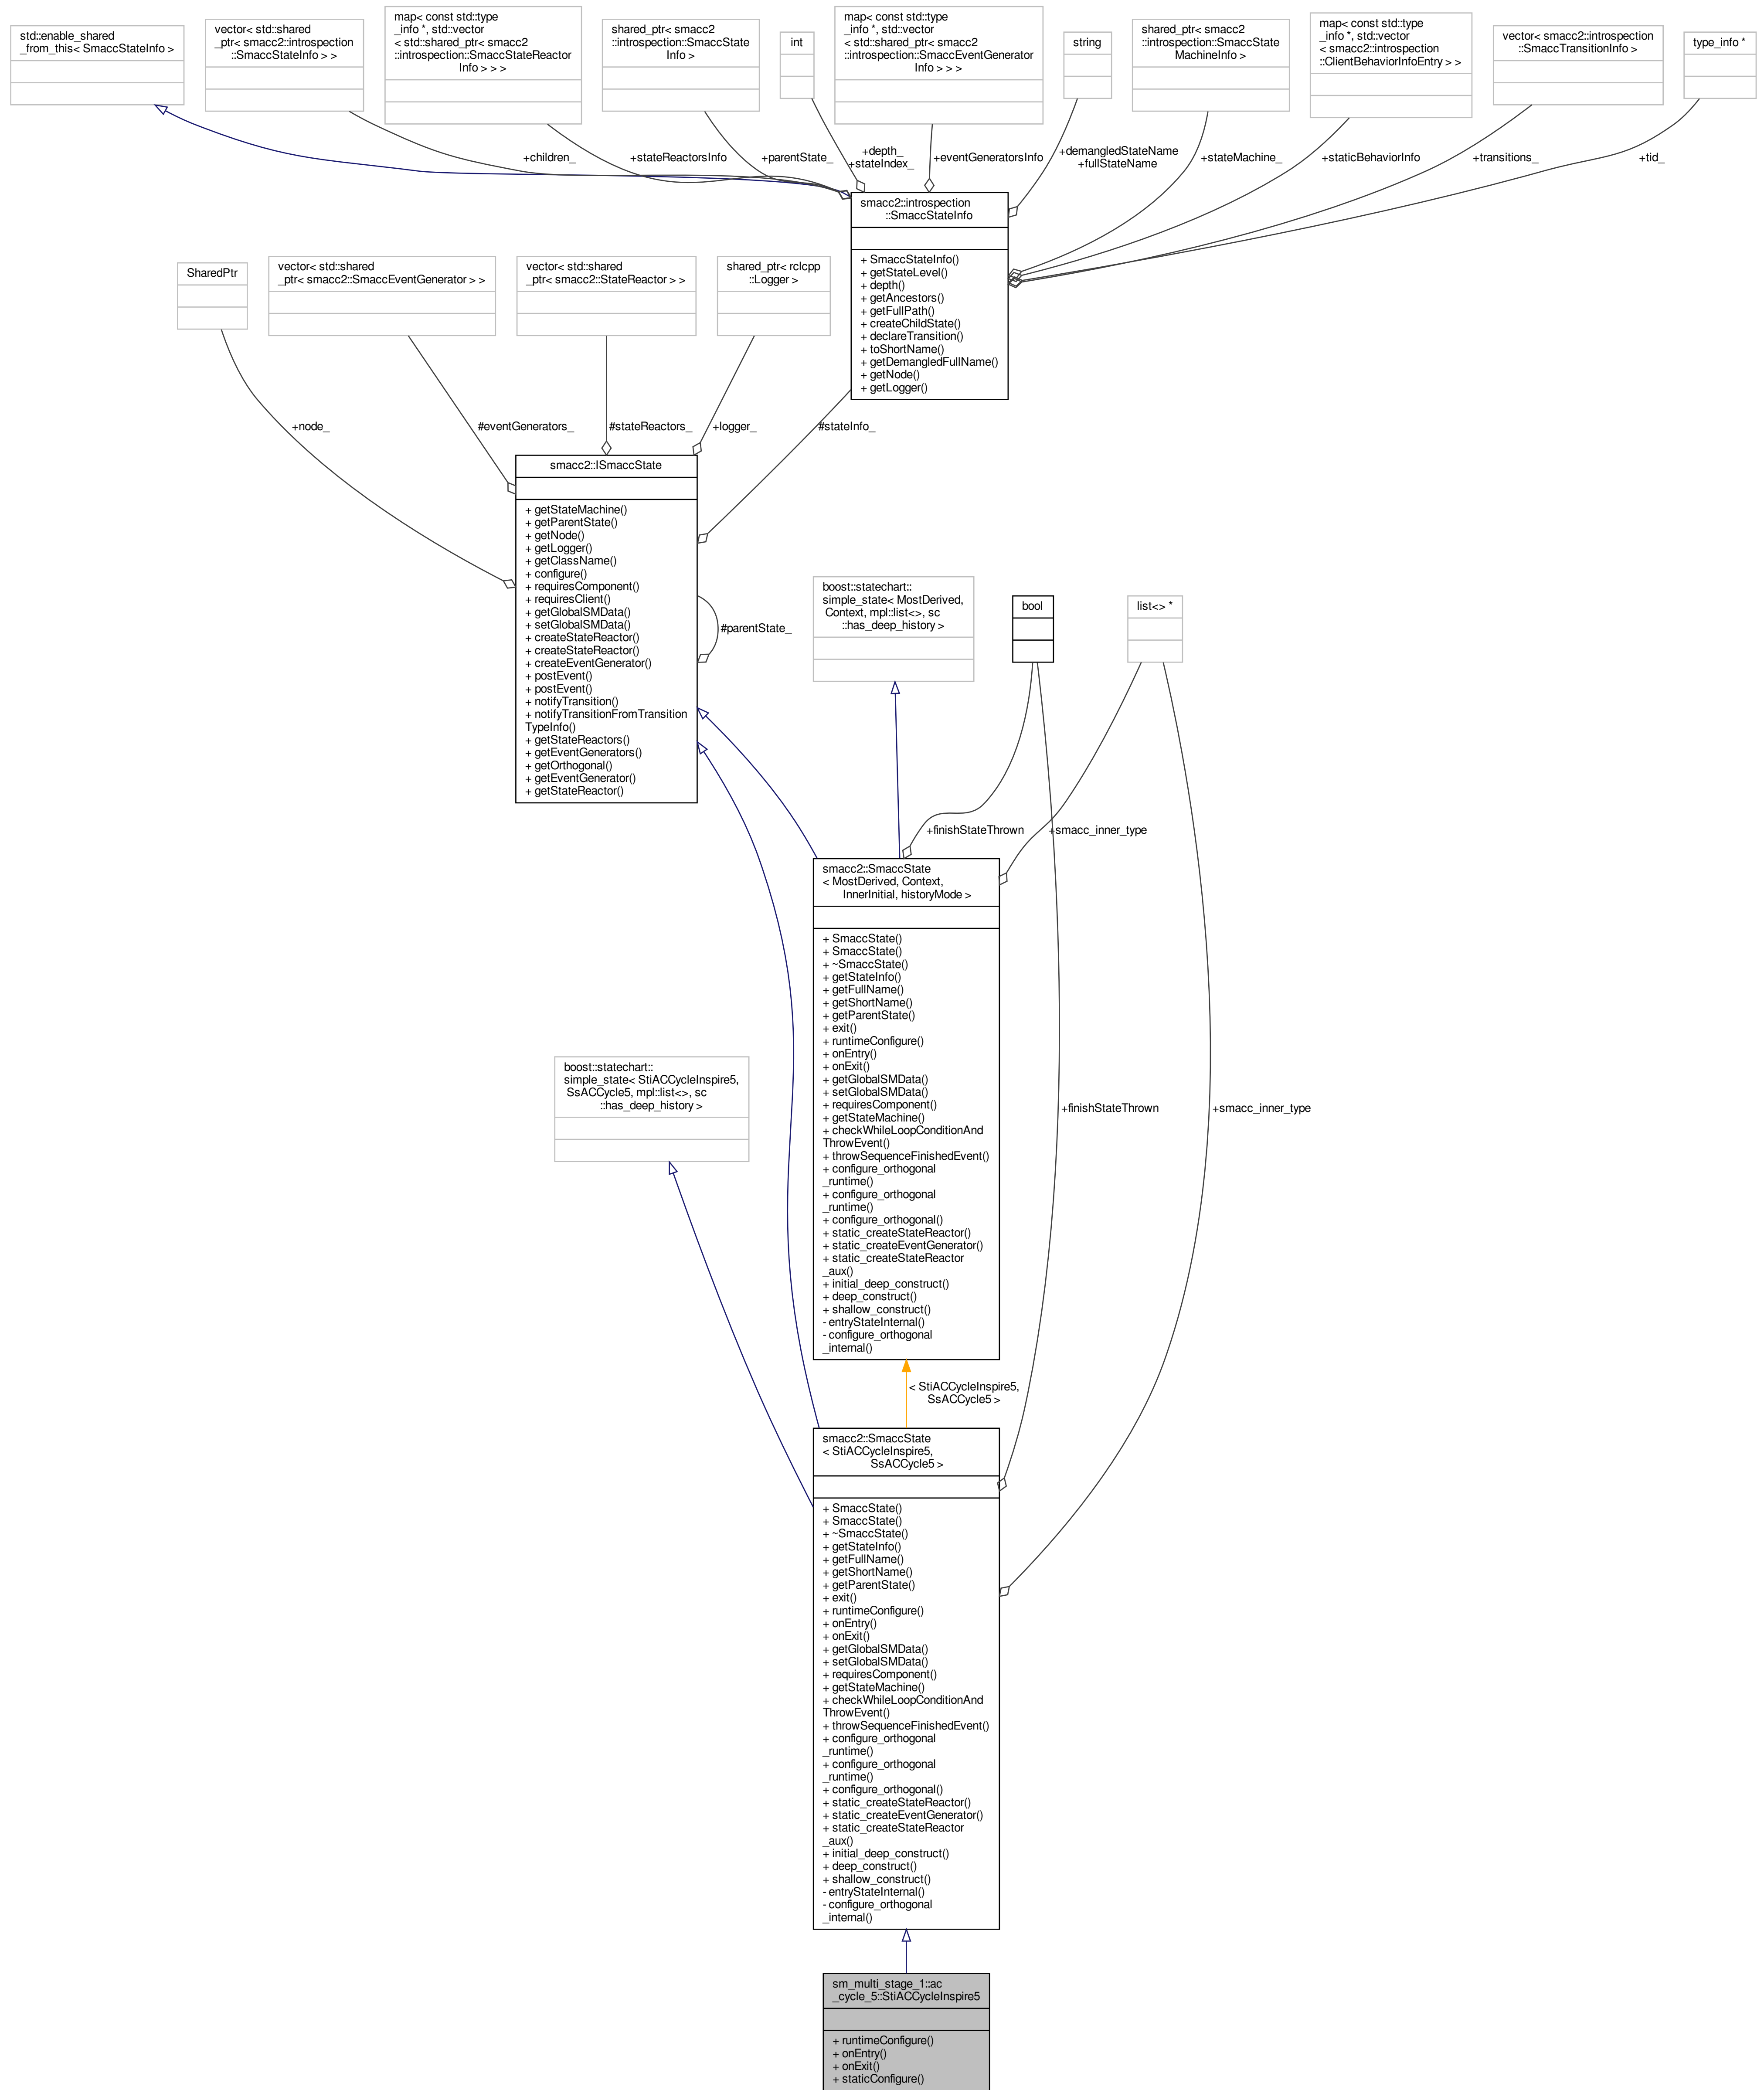 std::enable_shared
_from_this< SmaccStateInfo >
vector< std::shared
_ptr< smacc2::introspection
::SmaccStateInfo > >
map< const std::type
_info *, std::vector
< std::shared_ptr< smacc2
::introspection::SmaccStateReactor
Info > > >
shared_ptr< smacc2
::introspection::SmaccState
Info >
int
map< const std::type
_info *, std::vector
< std::shared_ptr< smacc2
::introspection::SmaccEventGenerator
Info > > >
string
shared_ptr< smacc2
::introspection::SmaccState
MachineInfo >
map< const std::type
_info *, std::vector
< smacc2::introspection
::ClientBehaviorInfoEntry > >
vector< smacc2::introspection
::SmaccTransitionInfo >
type_info *
+children_
+stateReactorsInfo
+parentState_
+depth_
+stateIndex_
+eventGeneratorsInfo
+demangledStateName
+fullStateName
+stateMachine_
+staticBehaviorInfo
+transitions_
+tid_
smacc2::introspection
::SmaccStateInfo
+ SmaccStateInfo()
+ getStateLevel()
+ depth()
+ getAncestors()
+ getFullPath()
+ createChildState()
+ declareTransition()
+ toShortName()
+ getDemangledFullName()
+ getNode()
+ getLogger()
SharedPtr
vector< std::shared
_ptr< smacc2::SmaccEventGenerator > >
vector< std::shared
_ptr< smacc2::StateReactor > >
shared_ptr< rclcpp
::Logger >
+node_
#eventGenerators_
#stateReactors_
+logger_
#stateInfo_
smacc2::ISmaccState
+ getStateMachine()
+ getParentState()
+ getNode()
+ getLogger()
+ getClassName()
+ configure()
+ requiresComponent()
+ requiresClient()
+ getGlobalSMData()
+ setGlobalSMData()
+ createStateReactor()
+ createStateReactor()
+ createEventGenerator()
+ postEvent()
+ postEvent()
+ notifyTransition()
+ notifyTransitionFromTransition
TypeInfo()
+ getStateReactors()
+ getEventGenerators()
+ getOrthogonal()
+ getEventGenerator()
+ getStateReactor()
#parentState_
boost::statechart::
simple_state< MostDerived,
Context, mpl::list<>, sc
::has_deep_history >
bool
list<> *
+finishStateThrown
+smacc_inner_type
smacc2::SmaccState
< MostDerived, Context,
InnerInitial, historyMode >
+ SmaccState()
+ SmaccState()
+ ~SmaccState()
+ getStateInfo()
+ getFullName()
+ getShortName()
+ getParentState()
+ exit()
+ runtimeConfigure()
+ onEntry()
+ onExit()
+ getGlobalSMData()
+ setGlobalSMData()
+ requiresComponent()
+ getStateMachine()
+ checkWhileLoopConditionAnd
ThrowEvent()
+ throwSequenceFinishedEvent()
+ configure_orthogonal
_runtime()
+ configure_orthogonal
_runtime()
+ configure_orthogonal()
+ static_createStateReactor()
+ static_createEventGenerator()
+ static_createStateReactor
_aux()
+ initial_deep_construct()
+ deep_construct()
+ shallow_construct()
- entryStateInternal()
- configure_orthogonal
_internal()
boost::statechart::
simple_state< StiACCycleInspire5,
SsACCycle5, mpl::list<>, sc
::has_deep_history >
+finishStateThrown
+smacc_inner_type
< StiACCycleInspire5,
SsACCycle5 >
smacc2::SmaccState
< StiACCycleInspire5,
SsACCycle5 >
+ SmaccState()
+ SmaccState()
+ ~SmaccState()
+ getStateInfo()
+ getFullName()
+ getShortName()
+ getParentState()
+ exit()
+ runtimeConfigure()
+ onEntry()
+ onExit()
+ getGlobalSMData()
+ setGlobalSMData()
+ requiresComponent()
+ getStateMachine()
+ checkWhileLoopConditionAnd
ThrowEvent()
+ throwSequenceFinishedEvent()
+ configure_orthogonal
_runtime()
+ configure_orthogonal
_runtime()
+ configure_orthogonal()
+ static_createStateReactor()
+ static_createEventGenerator()
+ static_createStateReactor
_aux()
+ initial_deep_construct()
+ deep_construct()
+ shallow_construct()
- entryStateInternal()
- configure_orthogonal
_internal()
sm_multi_stage_1::ac
_cycle_5::StiACCycleInspire5
+ runtimeConfigure()
+ onEntry()
+ onExit()
+ staticConfigure()